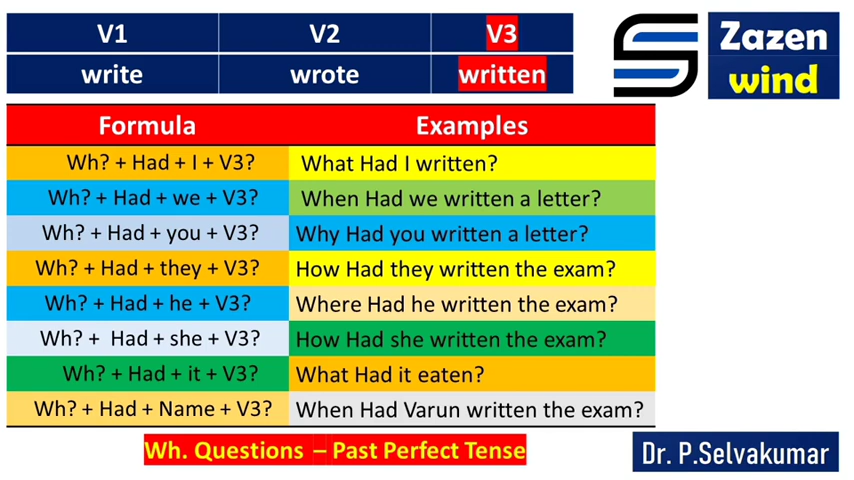 V1 V2 V3
write wrote written
Zazen
wind
Formula Examples
Wh? + Had + I + V3? What Had I written?
Wh? + Had + we + V3? When Had we written a letter?
Wh? + Had + you + V3? Why Had you written a letter?
Wh? + Had + they + V3? How Had they written the exam?
Wh? + Had + he + V3? Where Had he written the exam?
Wh? + Had + she + V3? How Had she written the exam?
Wh? + Had + it + V3? What Had it eaten?
Wh? + Had + Name + V3? When Had Varun written the exam?
Wh. Questions – Past Perfect Tense
Dr. P.Selvakumar